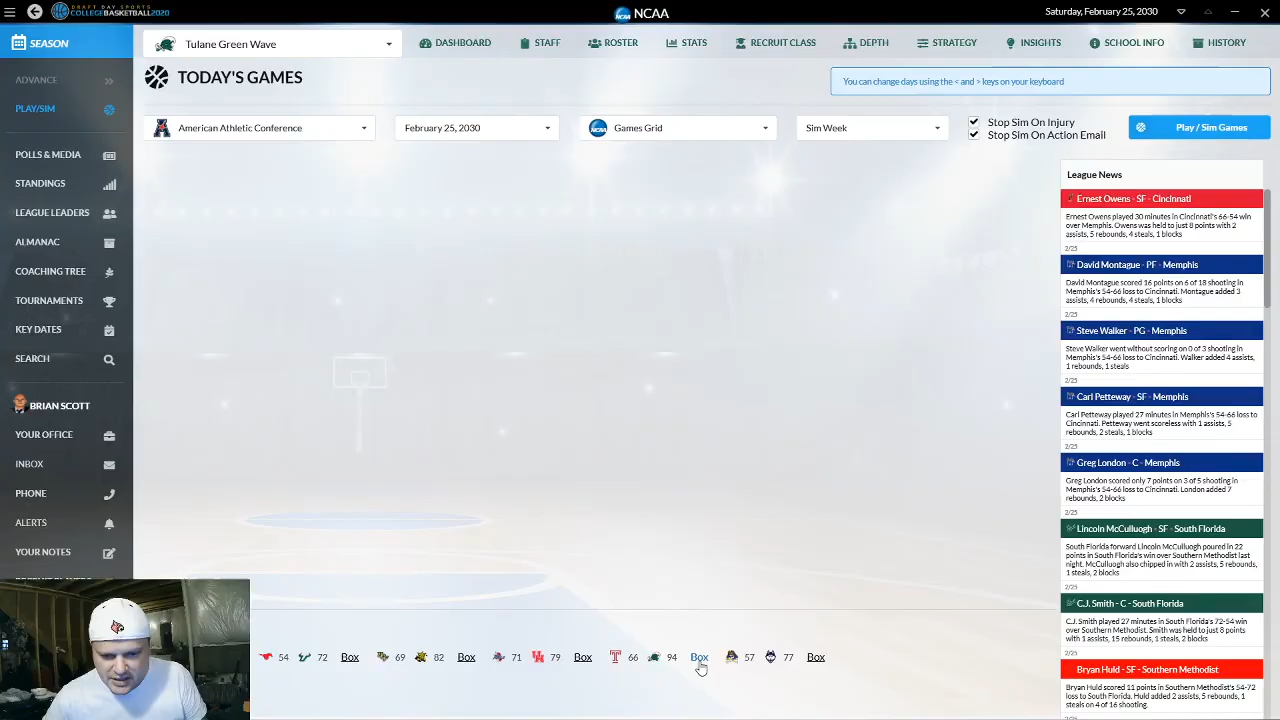 DRAFT DAY SPORTS
COLLEGE BASKETBALL 2020
NCAA
Saturday, February 25, 2030
SEASON
Tulane Green Wave
DASHBOARD
STAFF
ROSTER
STATS
RECRUIT CLASS
DEPTH
STRATEGY
INSIGHTS
SCHOOL INFO
HISTORY
ADVANCE
PLAY/SIM
TODAY'S GAMES
You can change days using the < and > keys on your keyboard
American Athletic Conference
February 25, 2030
Games Grid
Sim Week
Stop Sim On Injury
Stop Sim On Action Email
Play / Sim Games
POLLS & MEDIA
STANDINGS
LEAGUE LEADERS
ALMANAC
COACHING TREE
TOURNAMENTS
KEY DATES
SEARCH
BRIAN SCOTT
YOUR OFFICE
INBOX
PHONE
ALERTS
YOUR NOTES
League News
Ernest Owens - SF - Cincinnati
Ernest Owens played 30 minutes in Cincinnati's 66-54 win
over Memphis. Owens was held to just 8 points with 2
assists, 5 rebounds, 4 steals, 1 blocks
2/25
David Montague - PF - Memphis
David Montague scored 16 points on 6 of 18 shooting in
Memphis's 54-66 loss to Cincinnati. Montague added 3
assists, 4 rebounds, 4 steals, 1 blocks
2/25
Steve Walker - PG - Memphis
Steve Walker went without scoring on 0 of 3 shooting in
Memphis's 54-66 loss to Cincinnati. Walker added 4 assists,
1 rebounds, 1 steals
2/25
Carl Petteway - SF - Memphis
Carl Petteway played 27 minutes in Memphis's 54-66 loss to
Cincinnati. Petteway went scoreless with 1 assists, 5
rebounds, 2 steals, 1 blocks
2/25
Greg London - C - Memphis
Greg London scored only 7 points on 3 of 5 shooting in
Memphis's 54-66 loss to Cincinnati. London added 7
rebounds, 2 blocks
2/25
Lincoln McCulluogh - SF - South Florida
South Florida forward Lincoln McCulluogh poured in 22
points in South Florida's win over Southern Methodist last
night. McCulluogh also chipped in with 2 assists, 5 rebounds,
1 steals, 2 blocks
2/25
C.J. Smith - C - South Florida
C.J. Smith played 27 minutes in South Florida's 72-54 win
over Southern Methodist. Smith was held to just 8 points
with 1 assists, 15 rebounds, 1 steals, 2 blocks
2/25
Bryan Huld - SF - Southern Methodist
Bryan Huld scored 11 points in Southern Methodist's 54-72
loss to South Florida. Huld added 2 assists, 5 rebounds, 1
steals on 4 of 16 shooting.
54 72 Box 69 82 Box 71 79 Box 66 94 Box 57 77 Box